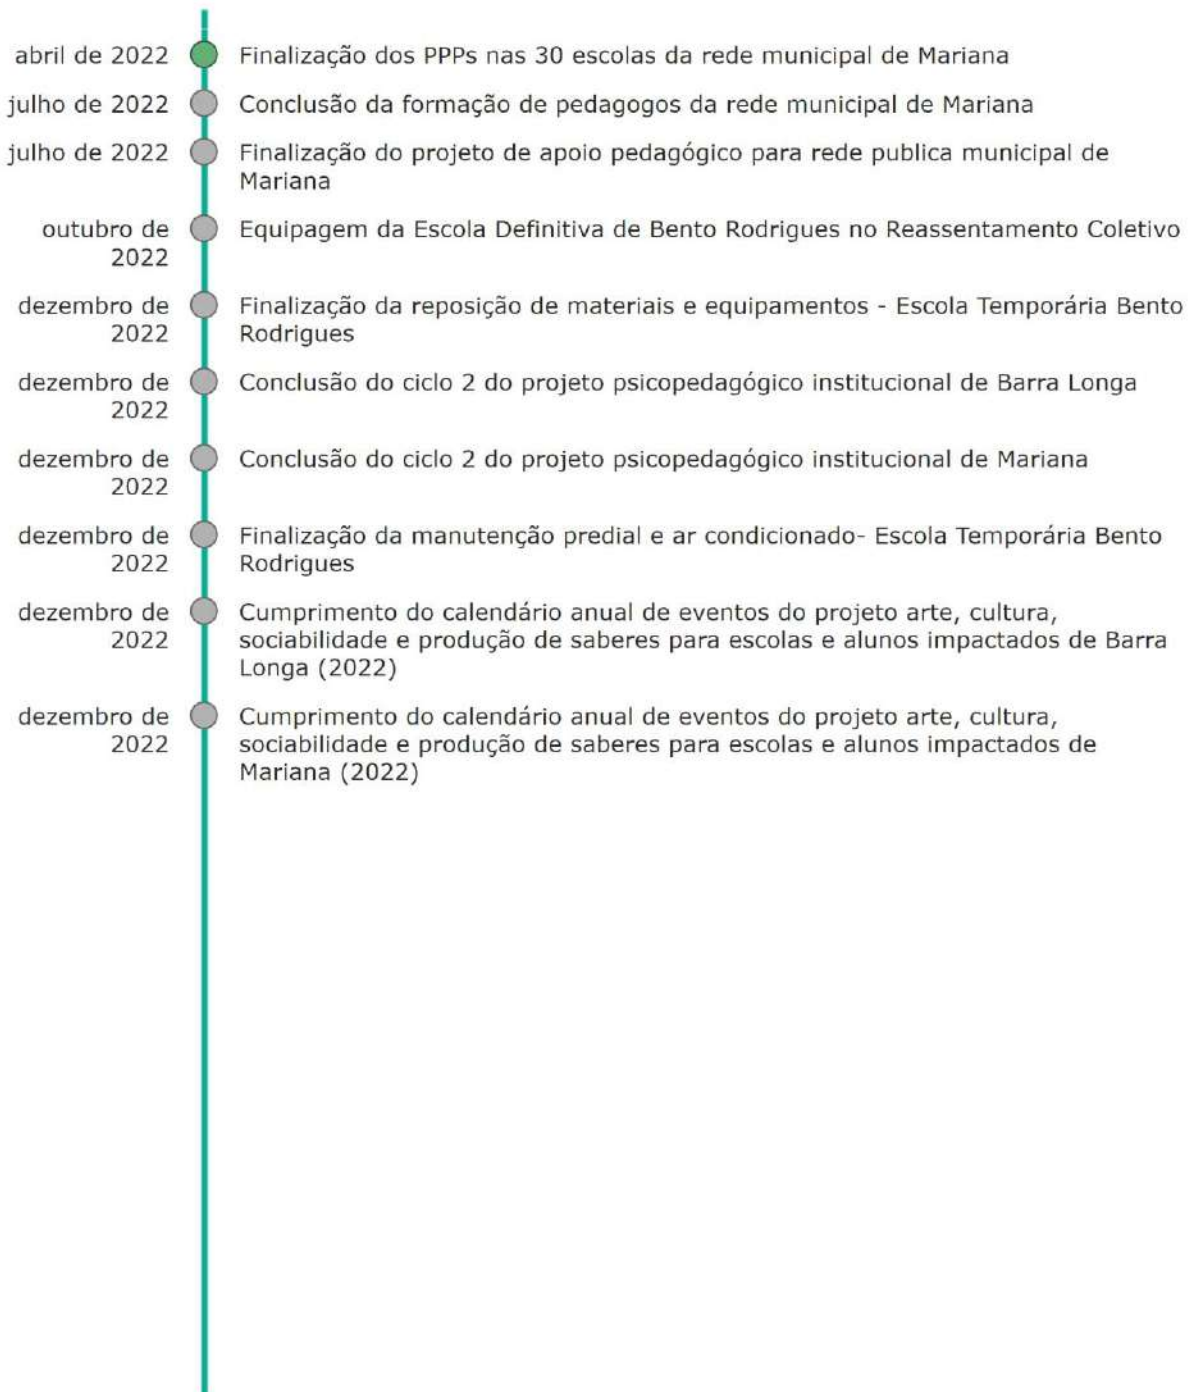 abril de 2022 Finalização dos PPPs nas 30 escolas da rede municipal de Mariana
julho de 2022 Conclusão da formação de pedagogos da rede municipal de Mariana
julho de 2022 Finalização do projeto de apoio pedagógico para rede publica municipal de
Mariana
outubro de Equipagem da Escola Definitiva de Bento Rodrigues no Reassentamento Coletivo
2022
dezembro de Finalização da reposição de materiais e equipamentos - Escola Temporária Bento
2022 Rodrigues
dezembro de Conclusão do ciclo 2 do projeto psicopedagógico institucional de Barra Longa
2022
dezembro de Conclusão do ciclo 2 do projeto psicopedagógico institucional de Mariana
2022
dezembro de Finalização da manutenção predial e ar condicionado- Escola Temporária Bento
2022 Rodrigues
dezembro de Cumprimento do calendário anual de eventos do projeto arte, cultura,
2022 sociabilidade e produção de saberes para escolas e alunos impactados de Barra
Longa (2022)
dezembro de Cumprimento do calendário anual de eventos do projeto arte, cultura,
2022 sociabilidade e produção de saberes para escolas e alunos impactados de
Mariana (2022)